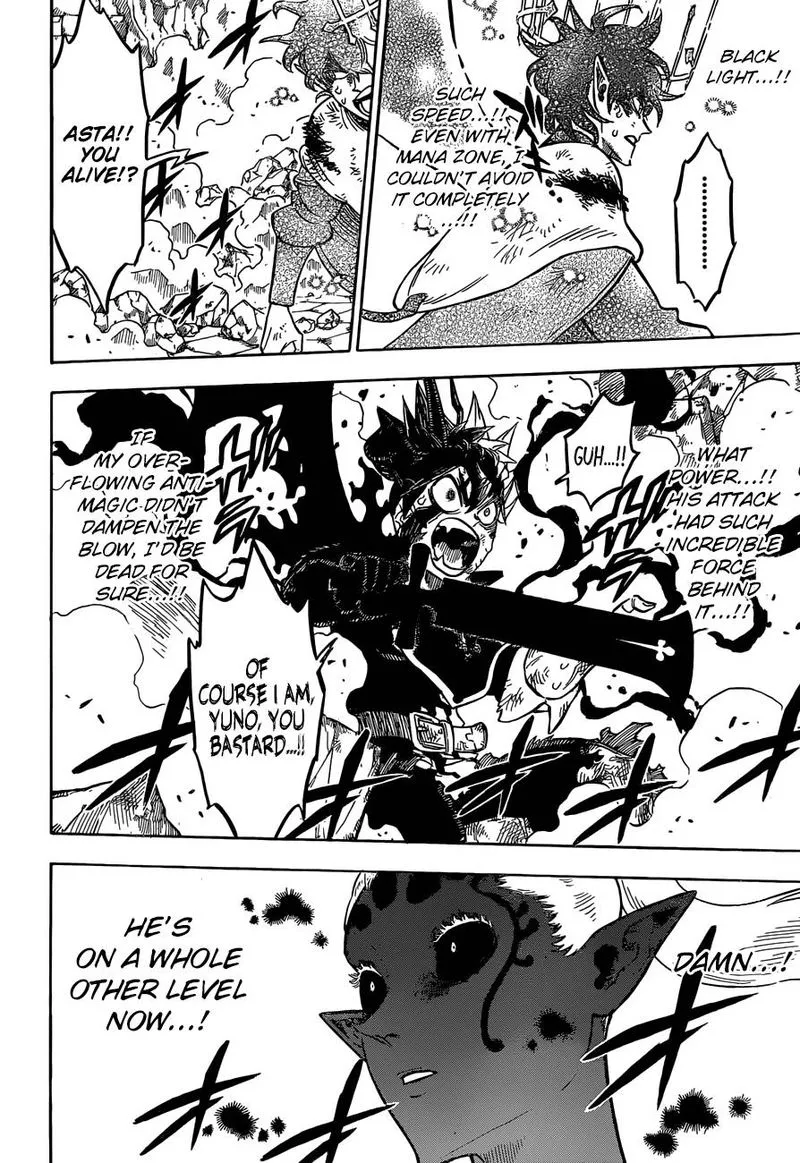 BLACK
LIGHT...!!
SUCH
SPEED...!!
EVEN WITH
MANA ZONE, I
COULDN'T AVOID
IT COMPLETELY
...!!
.........
ASTA!!
YOU
ALIVE!?
WHAT
POWER...!!
HIS ATTACK
HAD SUCH
INCREDIBLE
FORCE
BEHIND
IT...!!
GUH...!!
IF
MY OVER-
FLOWING ANTI-
MAGIC DIDN'T
DAMPEN THE
BLOW, I'D BE
DEAD FOR
SURE...!!
OF
COURSE I AM,
YUNO, YOU
BASTARD...!!
DAMN...!
HE'S
ON A WHOLE
OTHER LEVEL
NOW...!